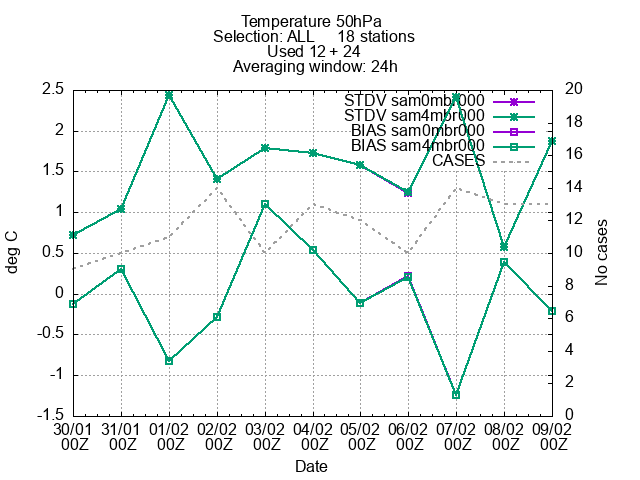 Temperature 50hPa
Selection: ALL 18 stations
Used 12 + 24
Averaging window: 24h
STDV sam0mbr000
STDV sam4mbr000
BIAS sam0mbr000
BIAS sam4mbr000
CASES
2.5
2
1.5
1
0.5
0
-0.5
-1
-1.5
deg C
20
18
16
14
12
10
8
6
4
2
0
No cases
30/01 31/01 01/02 02/02 03/02 04/02 05/02 06/02 07/02 08/02 09/02
00Z 00Z 00Z 00Z 00Z 00Z 00Z 00Z 00Z 00Z 00Z
Date